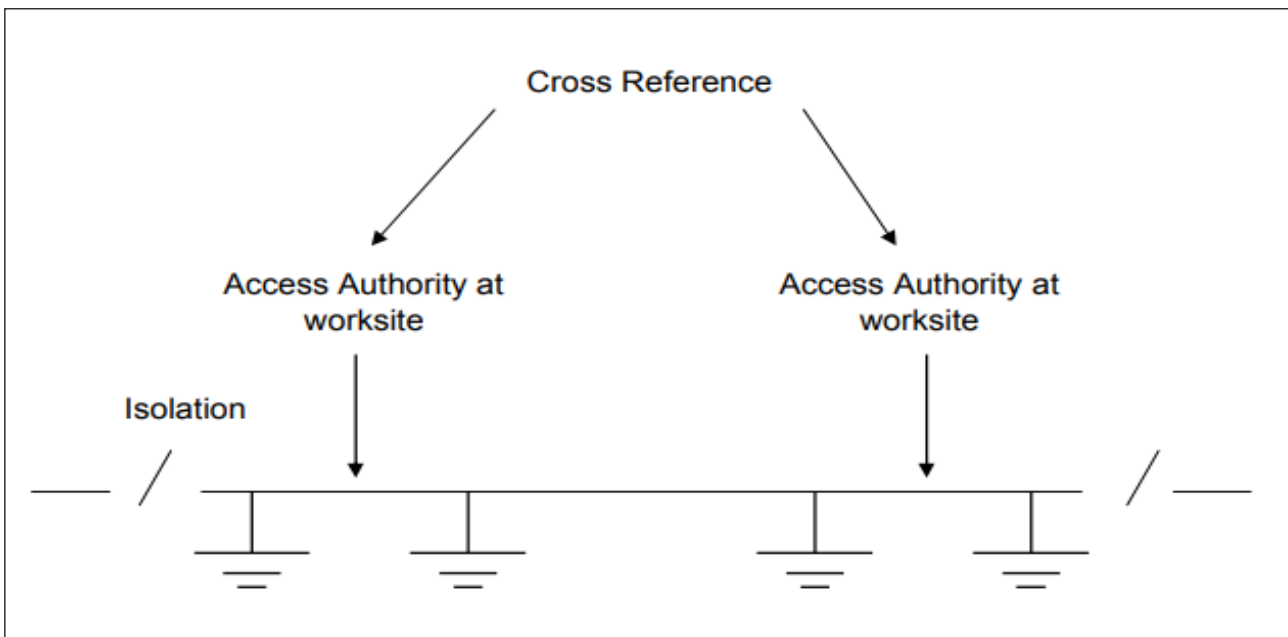 Cross Reference
Access Authority at
worksite
Access Authority at
worksite
Isolation